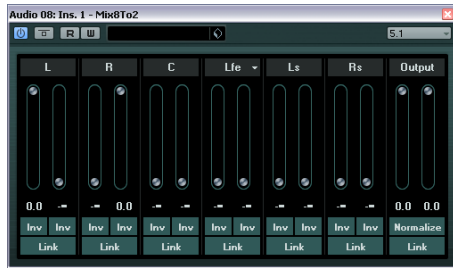 Audio 08: Ins. 1 - Mix8To2
R W 5.1
L R C Lfe Ls Rs Output
0.0 -∞ -∞ 0.0 -∞ -∞ -∞ -∞ -∞ -∞ -∞ -∞ 0.0 0.0
Inv Inv Inv Inv Inv Inv Inv Inv Inv Inv Inv Inv Normalize
Link Link Link Link Link Link Link